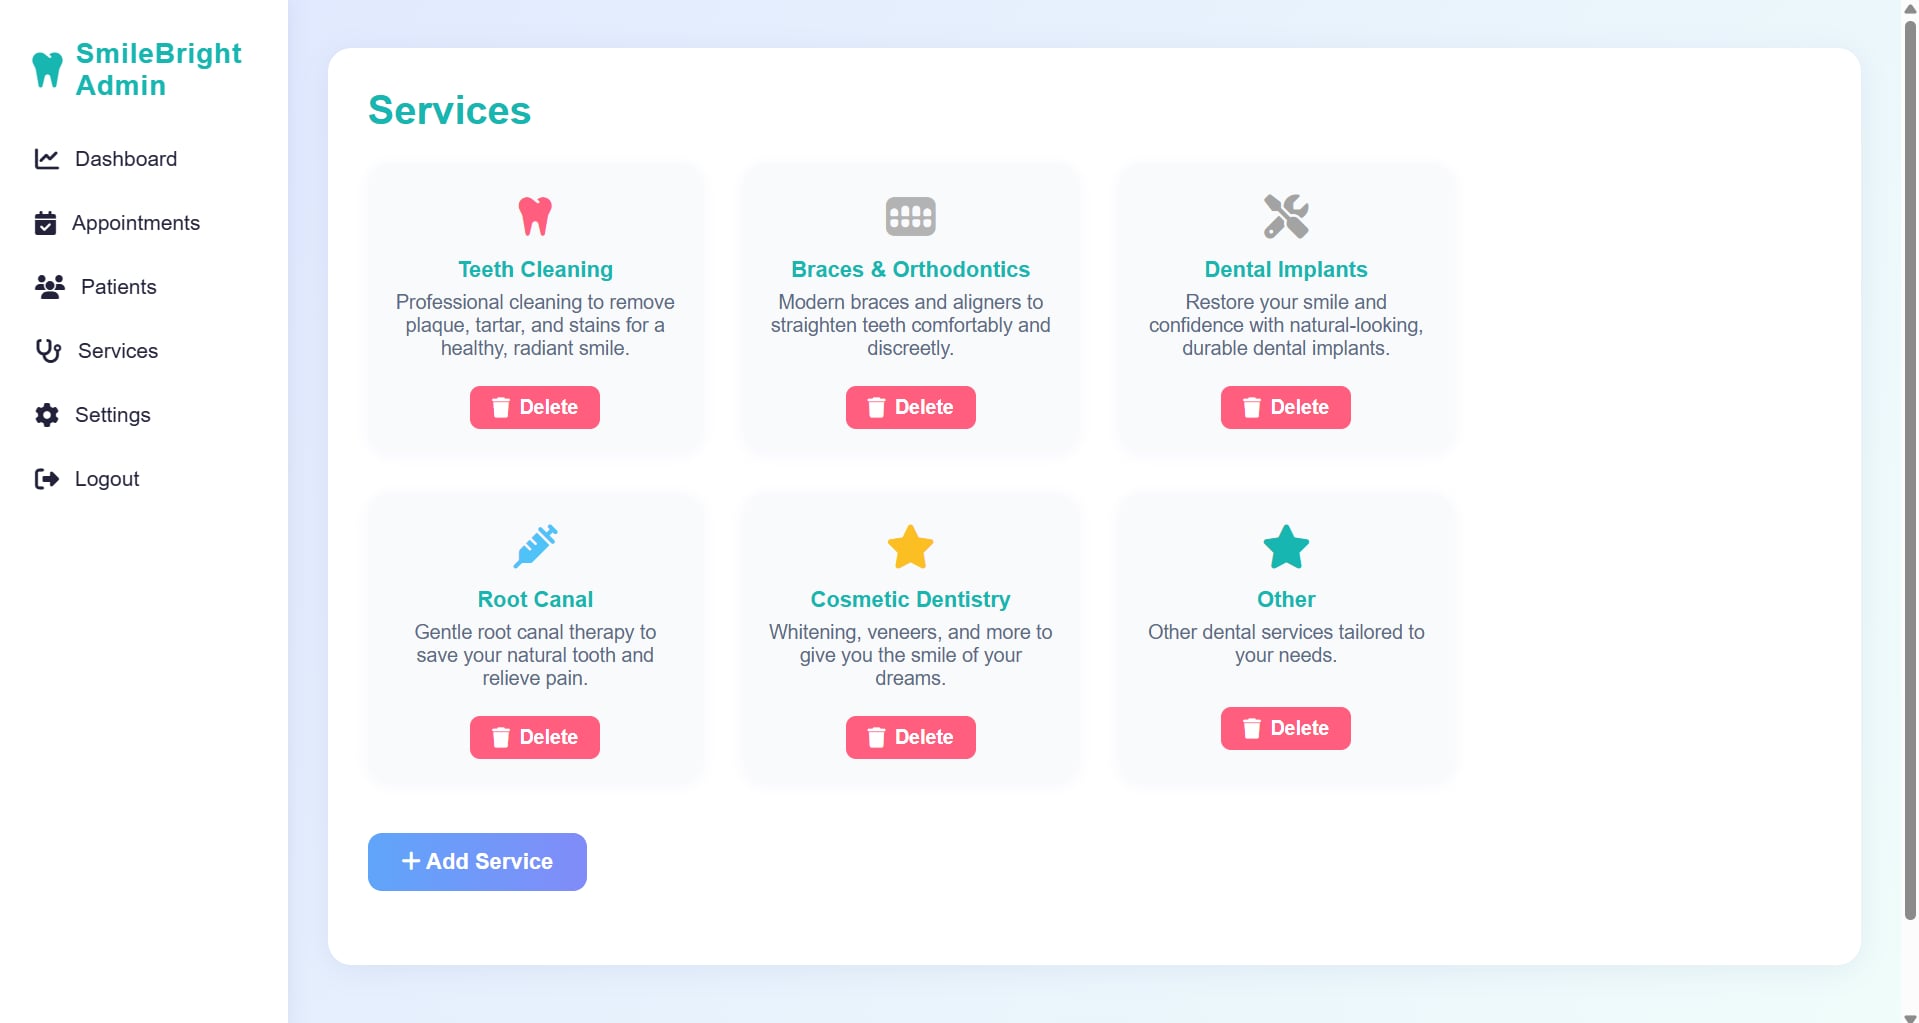 SmileBright
Admin
Dashboard
Appointments
Patients
Services
Settings
Logout
Services
Teeth Cleaning
Professional cleaning to remove
plaque, tartar, and stains for a
healthy, radiant smile.
Delete
Braces & Orthodontics
Modern braces and aligners to
straighten teeth comfortably and
discreetly.
Delete
Dental Implants
Restore your smile and
confidence with natural-looking,
durable dental implants.
Delete
Root Canal
Gentle root canal therapy to
save your natural tooth and
relieve pain.
Delete
Cosmetic Dentistry
Whitening, veneers, and more to
give you the smile of your
dreams.
Delete
Other
Other dental services tailored to
your needs.
Delete
+ Add Service